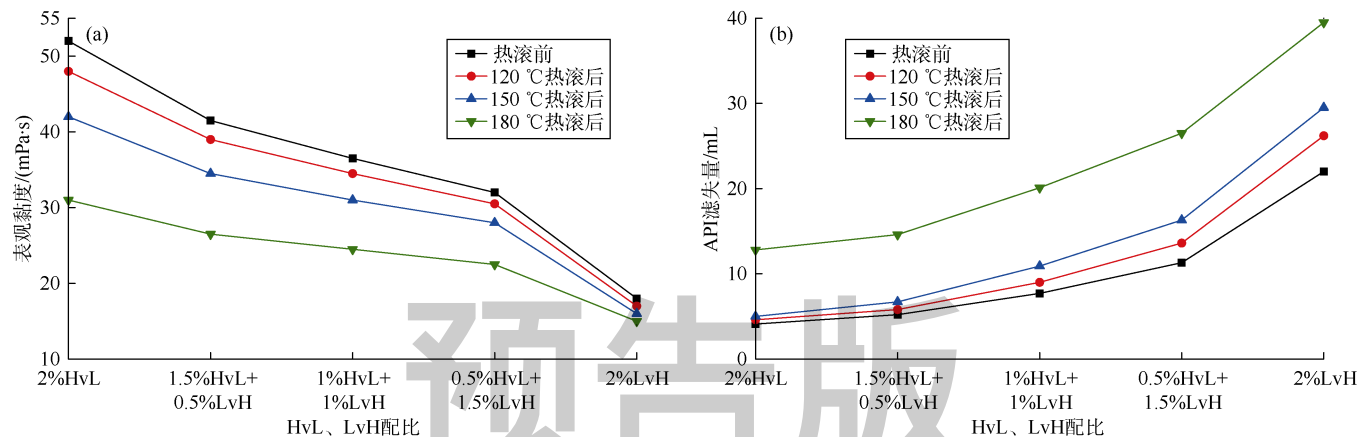 (a)
55
50
40
30
20
10
表观黏度/(mPa·s)
热滚前
120 ℃热滚后
150 ℃热滚后
180 ℃热滚后
2%HvL
1.5%HvL+
0.5%LvH
1%HvL+
1%LvH
0.5%HvL+
1.5%LvH
2%LvH
HvL、LvH配比
(b)
40
30
20
10
0
API滤失量/mL
热滚前
120 ℃热滚后
150 ℃热滚后
180 ℃热滚后
2%HvL
1.5%HvL+
0.5%LvH
1%HvL+
1%LvH
0.5%HvL+
1.5%LvH
2%LvH
HvL、LvH配比
预告版